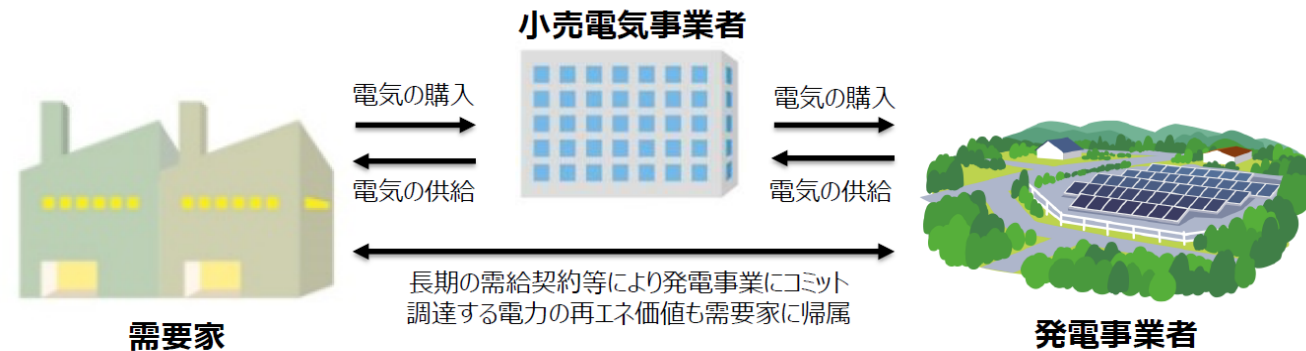 小売電気事業者
電気の購入
電気の購入
電気の供給
電気の供給
長期の需給契約等により発電事業にコミット
調達する電力の再エネ価値も需要家に帰属
需要家
発電事業者